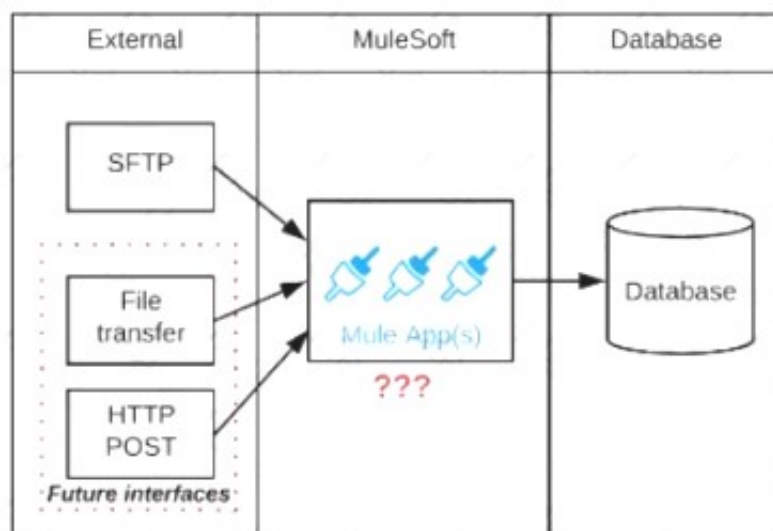 External
MuleSoft
Database
SFTP
File
transfer
HTTP
POST
Future interfaces
Mule App(s)
???
Database